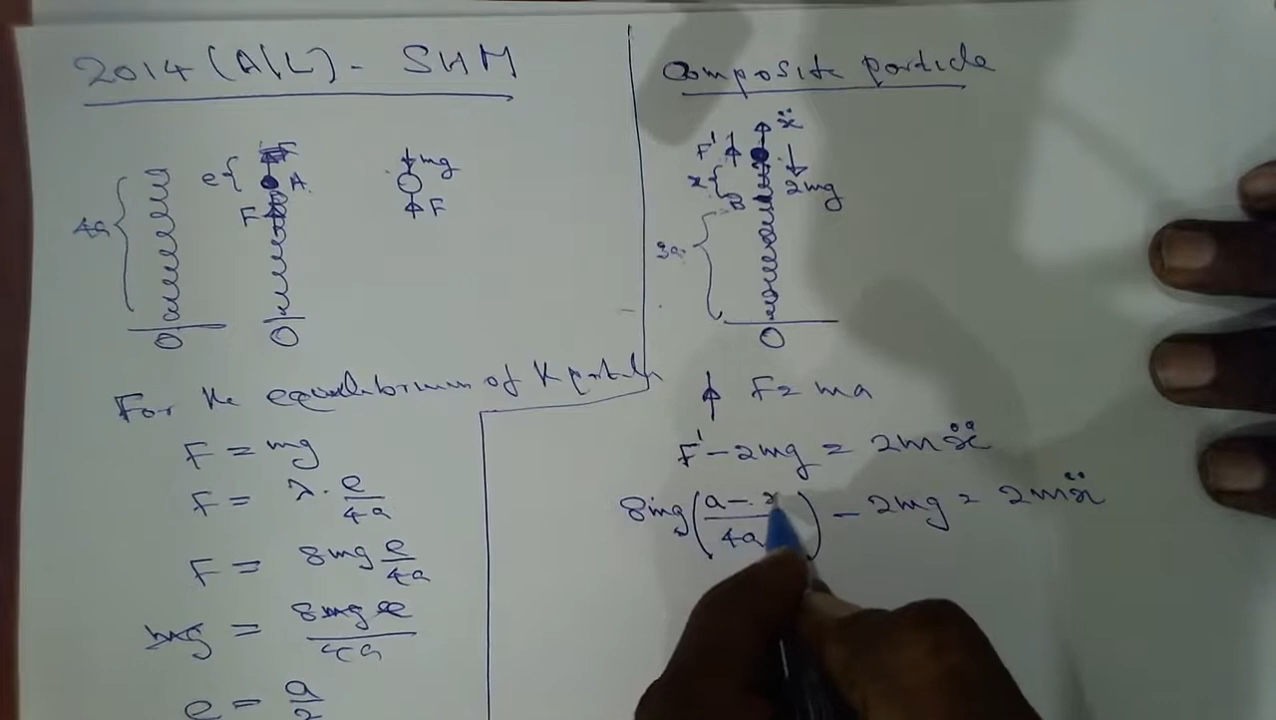 2014 (A/L) - SHM
4a
e
F
A
O
O
mg
F
For the equilibrium of the particle
F = mg
F = λ · e/4a
F = 8mg e/4a
mg = 8mg e/4a
e = a/2
Composite particle
F'
ẍ
x
2mg
3a
O
↑ F = ma
F' - 2mg = 2mẍ
8mg (a - x/4a) - 2mg = 2mẍ